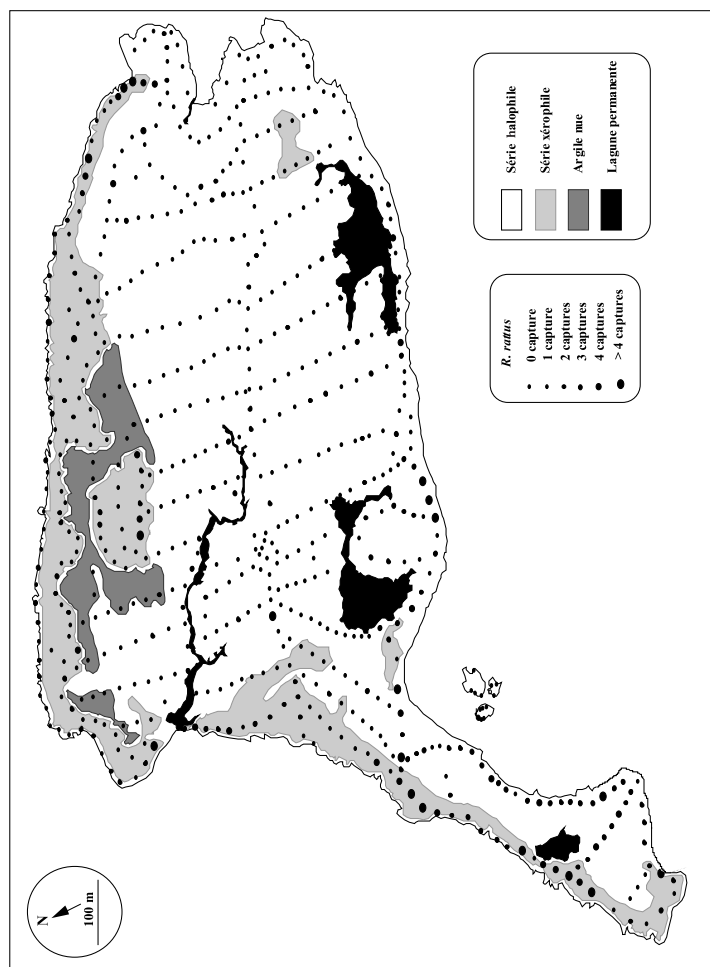 Série halophile
Série xérophile
Argile nue
Lagune permanente
R. rattus
0 capture
1 capture
2 captures
3 captures
4 captures
> 4 captures
N
100 m